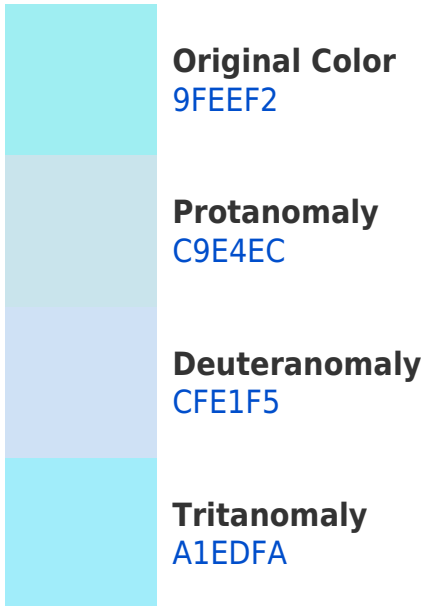 Original Color
9FEEF2
Protanomaly
C9E4EC
Deuteranomaly
CFE1F5
Tritanomaly
A1EDFA